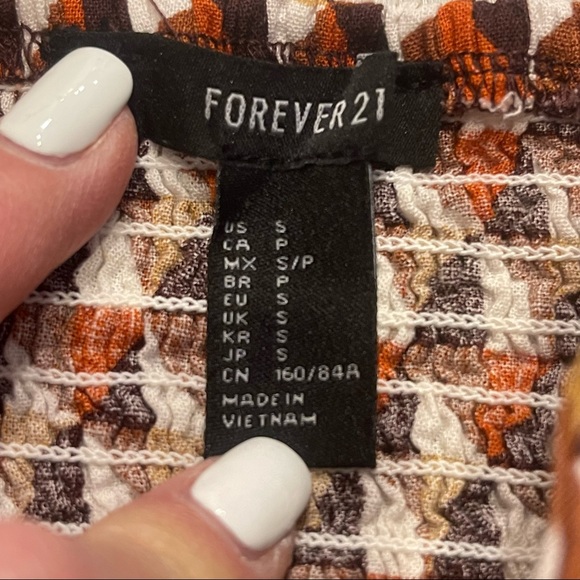 FOREVER 21
US S
CA P
MX S/P
BR P
EU S
UK S
KR S
JP S
CN 160/84A
MADE IN
VIETNAM